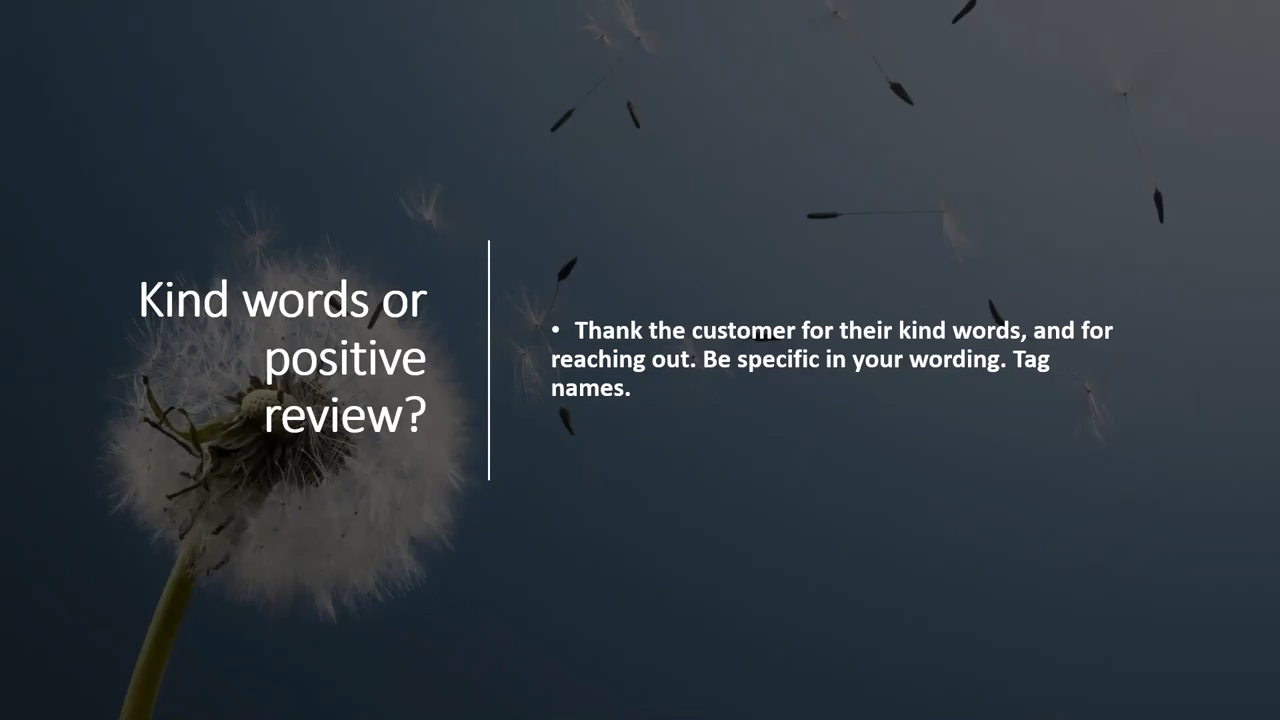 Kind words or
positive
review?
• Thank the customer for their kind words, and for
reaching out. Be specific in your wording. Tag
names.